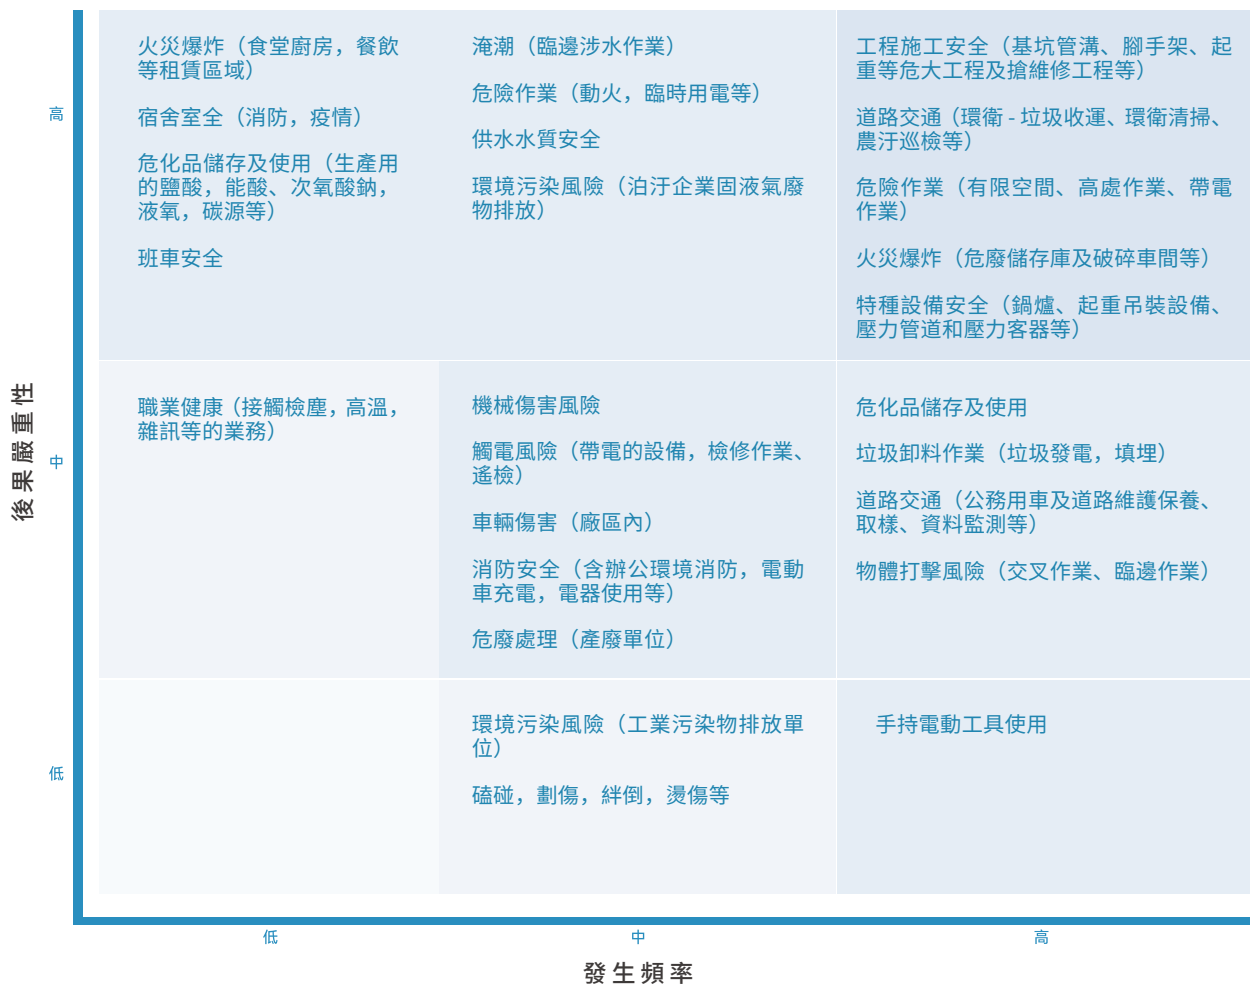 火災爆炸（食堂廚房，餐飲
等租賃區域）
宿舍室全（消防，疫情）
危化品儲存及使用（生產用
的鹽酸，能酸、次氧酸鈉，
液氧，碳源等）
班車安全
淹潮（臨邊涉水作業）
危險作業（動火，臨時用電等）
供水水質安全
環境污染風險（泊汙企業固液氣廢
物排放）
工程施工安全（基坑管溝、腳手架、起
重等危大工程及搶維修工程等）
道路交通（環衛 - 垃圾收運、環衛清掃、
農汙巡檢等）
危險作業（有限空間、高處作業、帶電
作業）
火災爆炸（危廢儲存庫及破碎車間等）
特種設備安全（鍋爐、起重吊裝設備、
壓力管道和壓力客器等）
高
職業健康（接觸檢塵，高溫，
雜訊等的業務）
機械傷害風險
觸電風險（帶電的設備，檢修作業、
遙檢）
車輛傷害（廠區內）
消防安全（含辦公環境消防，電動
車充電，電器使用等）
危廢處理（產廢單位）
危化品儲存及使用
垃圾卸料作業（垃圾發電，填埋）
道路交通（公務用車及道路維護保養、
取樣、資料監測等）
物體打擊風險（交叉作業、臨邊作業）
後果嚴重性
中
環境污染風險（工業污染物排放單
位）
磕碰，劃傷，絆倒，燙傷等
手持電動工具使用
低
低
中
高
發生頻率